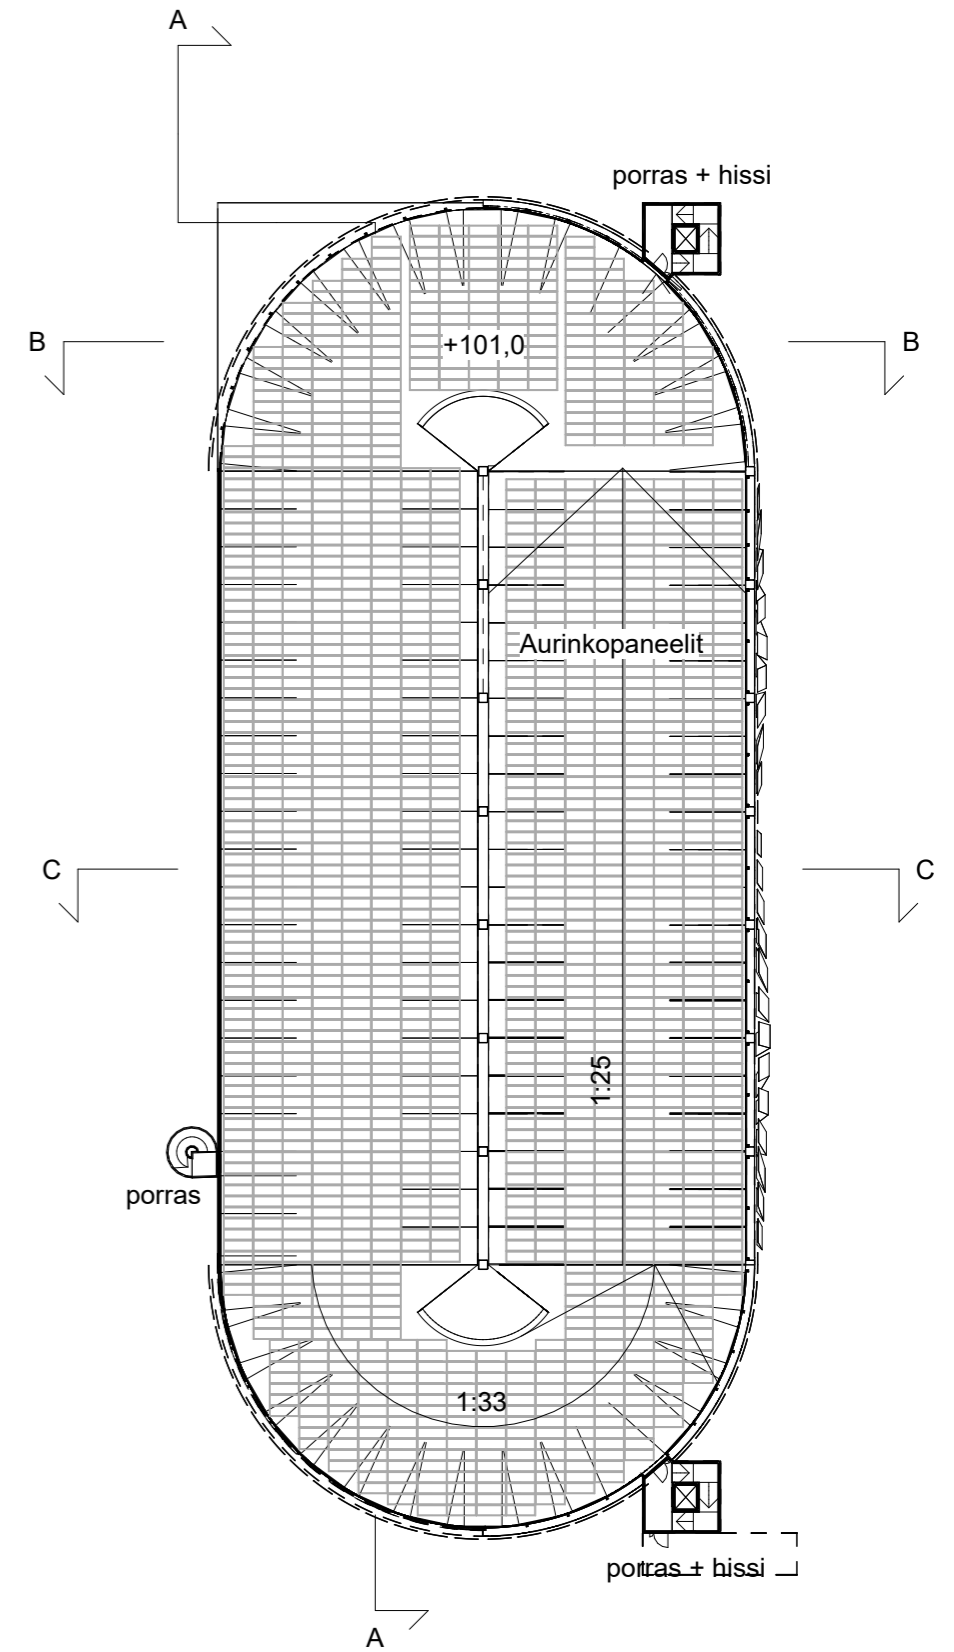 A
porras + hissi
B
B
+101,0
Aurinkopaneelit
C
C
1:25
porras
1:33
porras + hissi
A